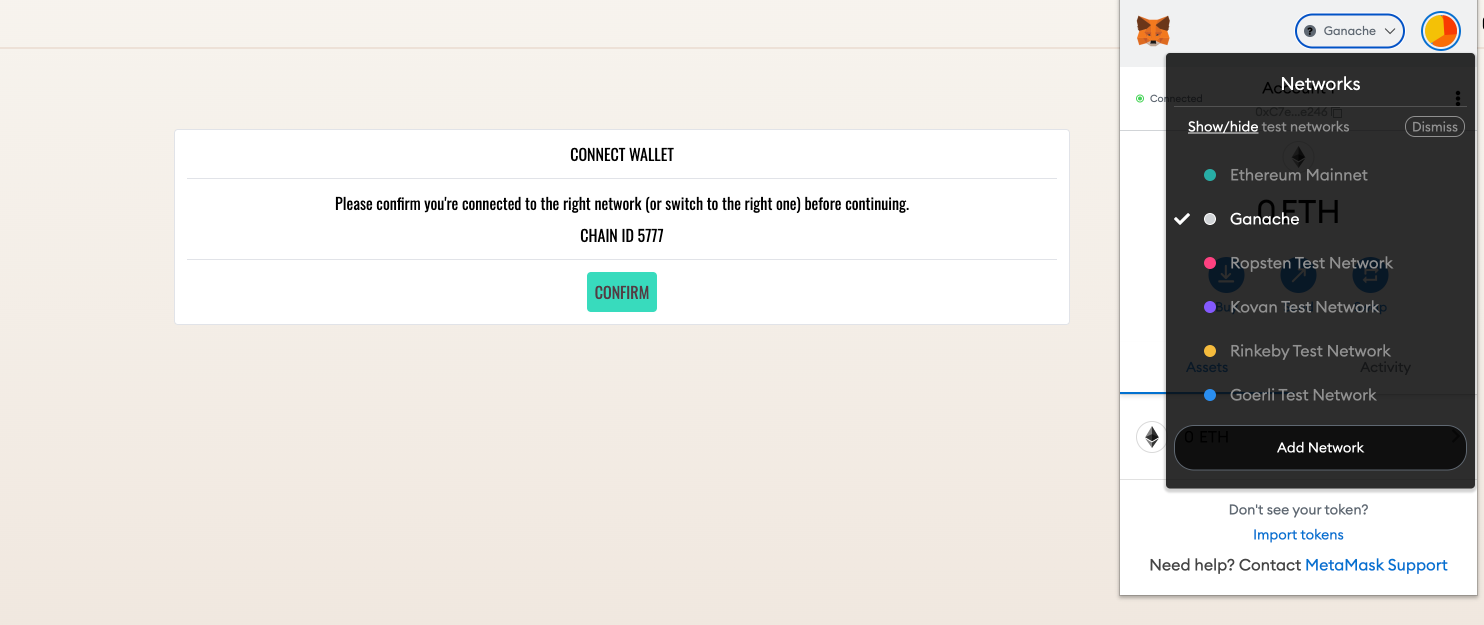 CONNECT WALLET
Please confirm you're connected to the right network (or switch to the right one) before continuing.
CHAIN ID 5777
CONFIRM
Ganache
Networks
Connected
Show/hide test networks
Dismiss
Ethereum Mainnet
0 ETH
Ganache
Ropsten Test Network
Kovan Test Network
Rinkeby Test Network
Assets
Activity
Goerli Test Network
0 ETH
Add Network
Don't see your token?
Import tokens
Need help? Contact MetaMask Support